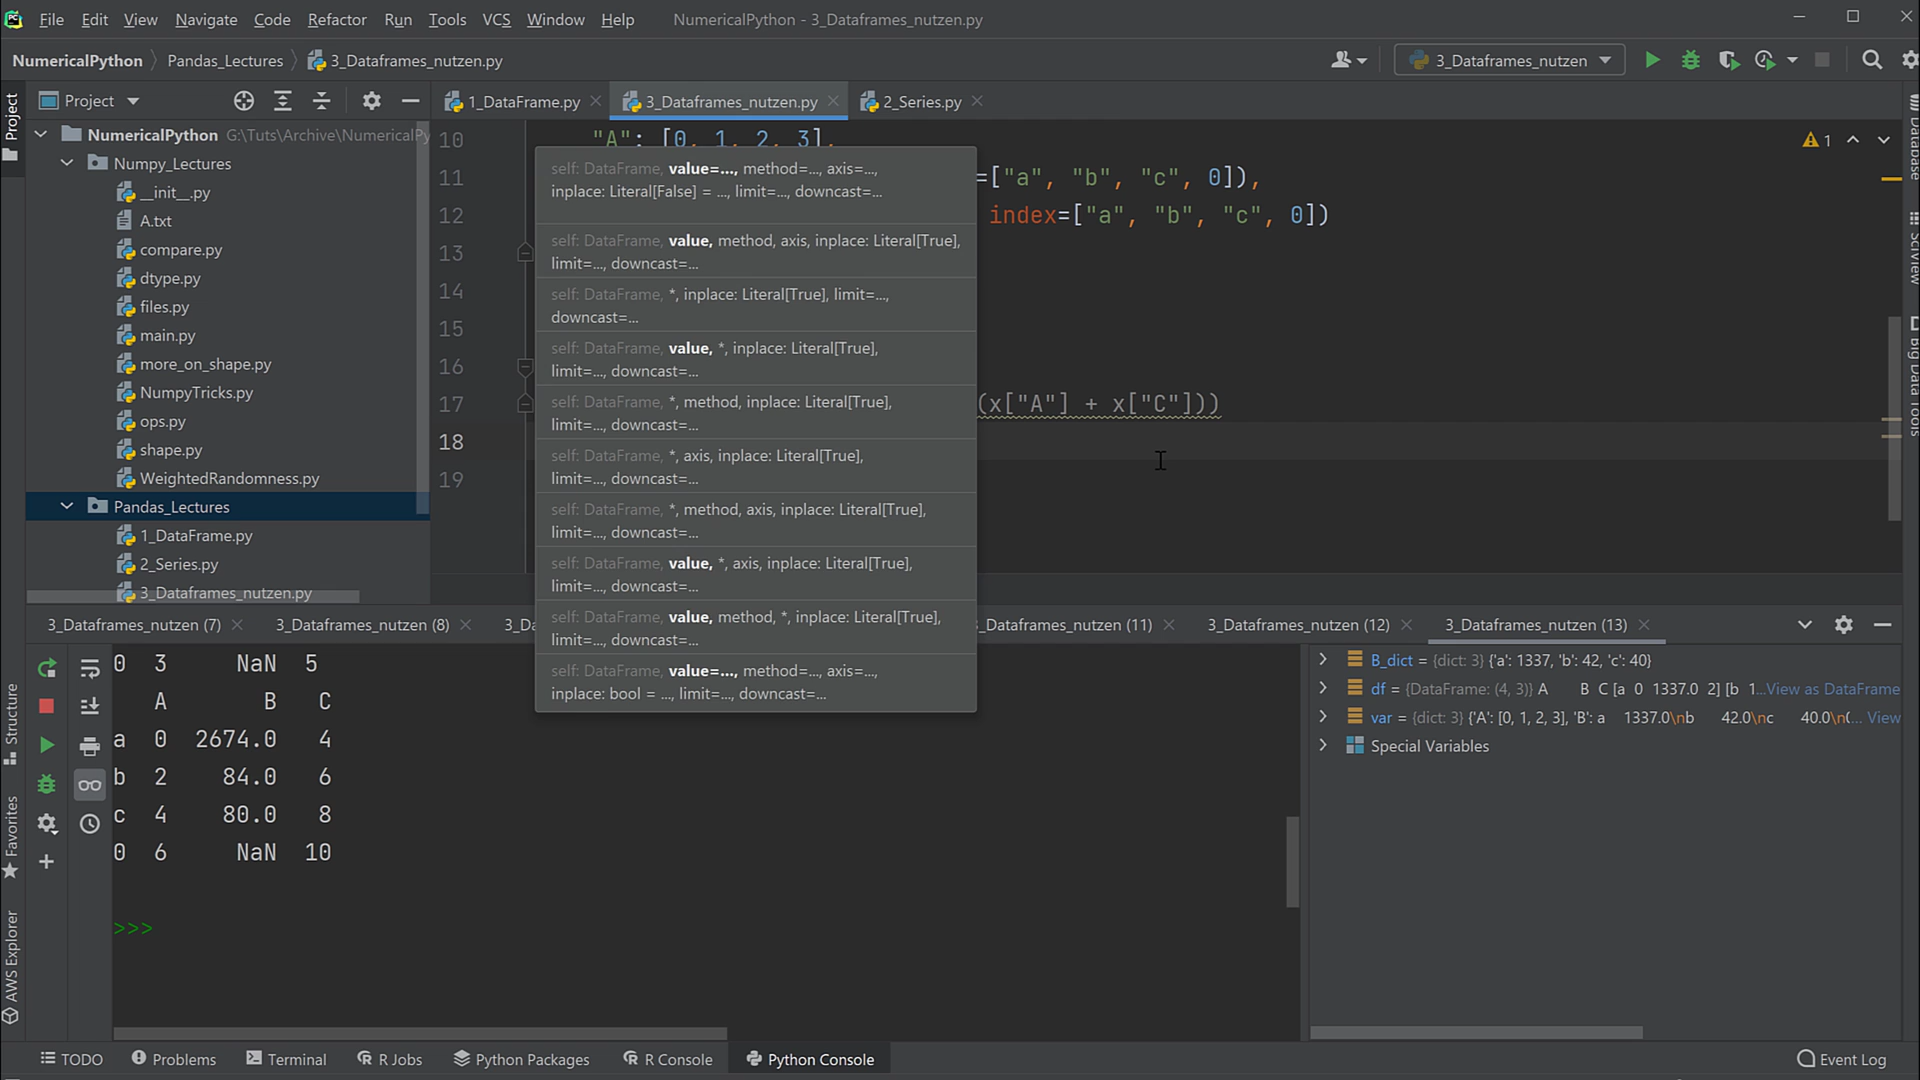 File Edit View Navigate Code Refactor Run Tools VCS Window Help NumericalPython - 3_Dataframes_nutzen.py
NumericalPython Pandas_Lectures 3_Dataframes_nutzen.py 3_Dataframes_nutzen
Project 1_DataFrame.py 3_Dataframes_nutzen.py 2_Series.py
Project
Structure
Favorites
AWS Explorer
NumericalPython G:\Tuts\Archive\NumericalPy
Numpy_Lectures
__init__.py
A.txt
compare.py
dtype.py
files.py
main.py
more_on_shape.py
NumpyTricks.py
ops.py
shape.py
WeightedRandomness.py
Pandas_Lectures
1_DataFrame.py
2_Series.py
3_Dataframes_nutzen.py
10 "A": [0, 1, 2, 3],
11 =["a", "b", "c", 0]),
12 index=["a", "b", "c", 0])
13
14
15
16
17 (x["A"] + x["C"]))
18
19
1
self: DataFrame, value=..., method=..., axis=...,
inplace: Literal[False] = ..., limit=..., downcast=...
self: DataFrame, value, method, axis, inplace: Literal[True],
limit=..., downcast=...
self: DataFrame, *, inplace: Literal[True], limit=...,
downcast=...
self: DataFrame, value, *, inplace: Literal[True],
limit=..., downcast=...
self: DataFrame, *, method, inplace: Literal[True],
limit=..., downcast=...
self: DataFrame, *, axis, inplace: Literal[True],
limit=..., downcast=...
self: DataFrame, *, method, axis, inplace: Literal[True],
limit=..., downcast=...
self: DataFrame, value, *, axis, inplace: Literal[True],
limit=..., downcast=...
self: DataFrame, value, method, *, inplace: Literal[True],
limit=..., downcast=...
self: DataFrame, value=..., method=..., axis=...,
inplace: bool = ..., limit=..., downcast=...
Database
SciView
Big Data Tools
3_Dataframes_nutzen (7) 3_Dataframes_nutzen (8) 3_Da _Dataframes_nutzen (11) 3_Dataframes_nutzen (12) 3_Dataframes_nutzen (13)
0 3 NaN 5
A B C
a 0 2674.0 4
b 2 84.0 6
c 4 80.0 8
0 6 NaN 10
>>>
B_dict = {dict: 3} {'a': 1337, 'b': 42, 'c': 40}
df = {DataFrame: (4, 3)} A B C [a 0 1337.0 2] [b 1...View as DataFrame
var = {dict: 3} {'A': [0, 1, 2, 3], 'B': a 1337.0\nb 42.0\nc 40.0\n(... View
Special Variables
TODO Problems Terminal R Jobs Python Packages R Console Python Console Event Log